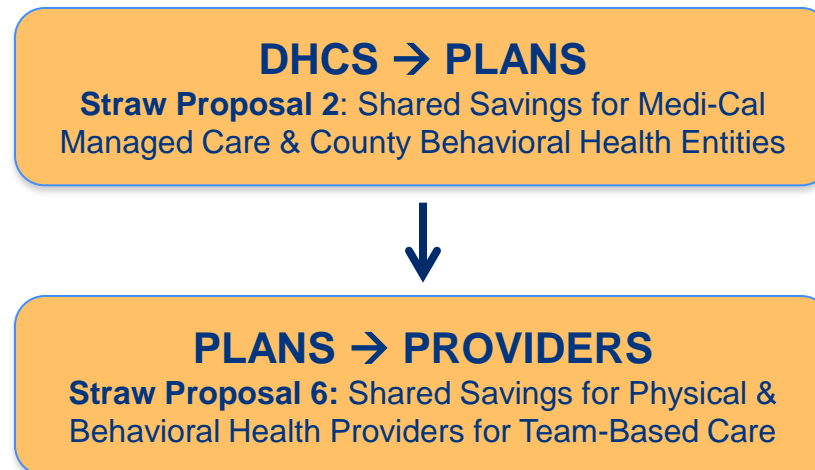 DHCS → PLANS
Straw Proposal 2: Shared Savings for Medi-Cal
Managed Care & County Behavioral Health Entities
PLANS → PROVIDERS
Straw Proposal 6: Shared Savings for Physical &
Behavioral Health Providers for Team-Based Care